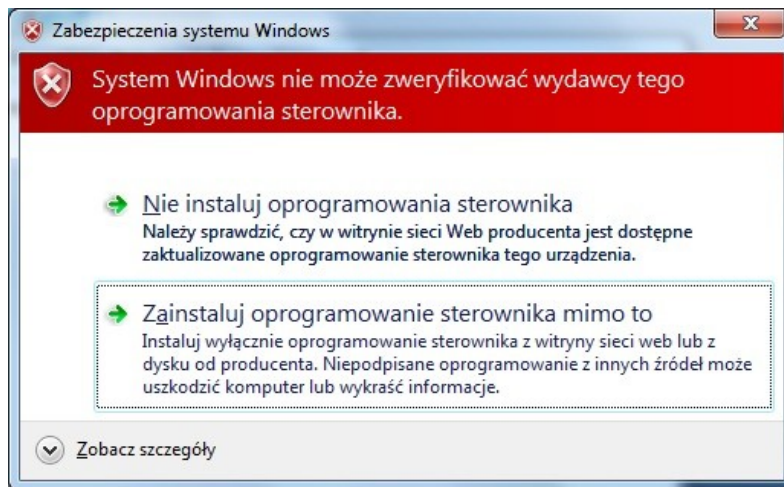 Zabezpieczenia systemu Windows
System Windows nie może zweryfikować wydawcy tego
oprogramowania sterownika.
Nie instaluj oprogramowania sterownika
Należy sprawdzić, czy w witrynie sieci Web producenta jest dostępne
zaktualizowane oprogramowanie sterownika tego urządzenia.
Zainstaluj oprogramowanie sterownika mimo to
Instaluj wyłącznie oprogramowanie sterownika z witryny sieci web lub z
dysku od producenta. Niepodpisane oprogramowanie z innych źródeł może
uszkodzić komputer lub wykraść informacje.
Zobacz szczegóły